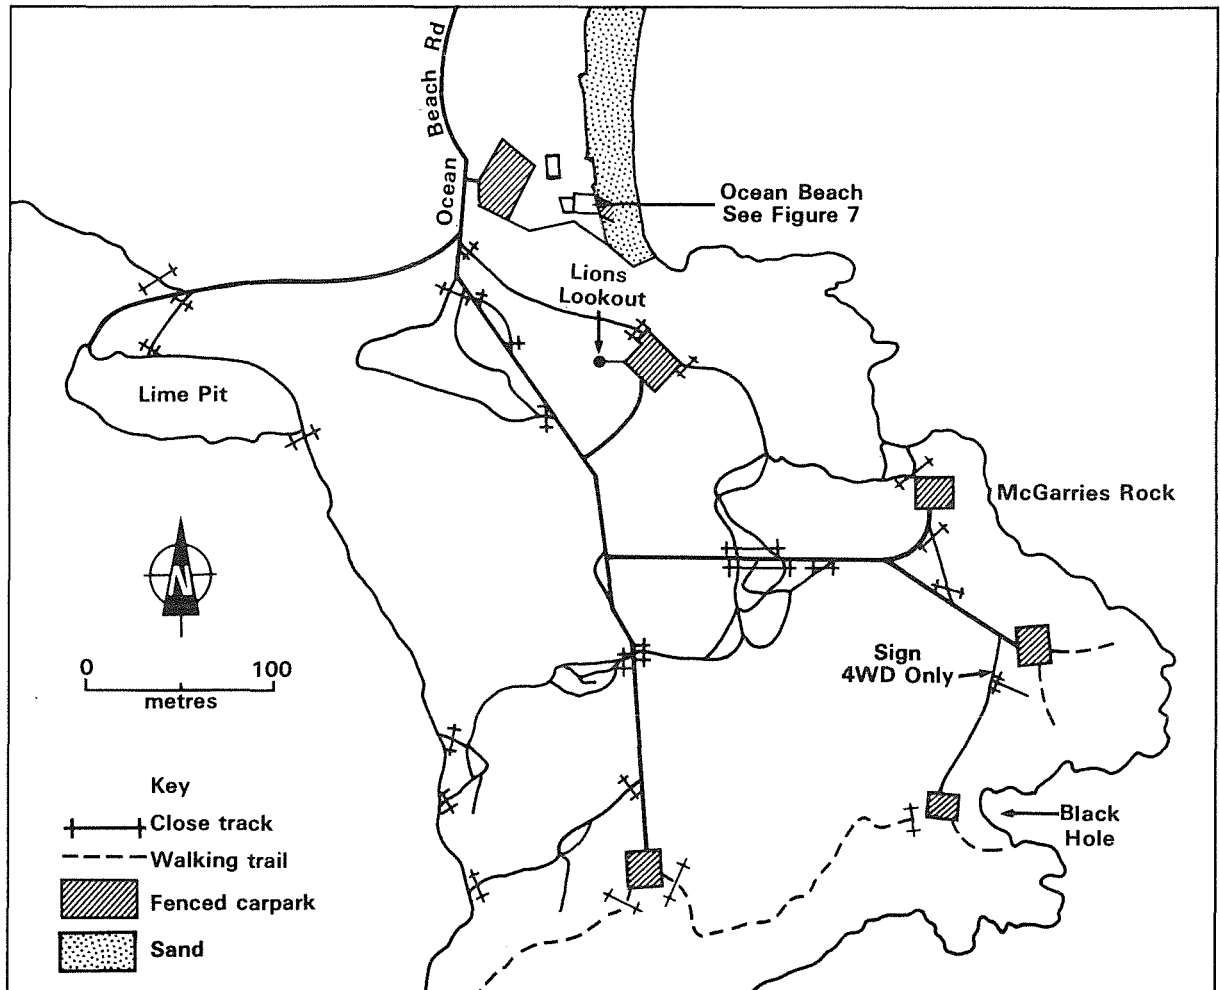 Ocean Beach Rd
Ocean Beach
See Figure 7
Lions
Lookout
Lime Pit
McGarries Rock
N
0 100
metres
Sign
4WD Only
Black
Hole
Key
Close track
Walking trail
Fenced carpark
Sand